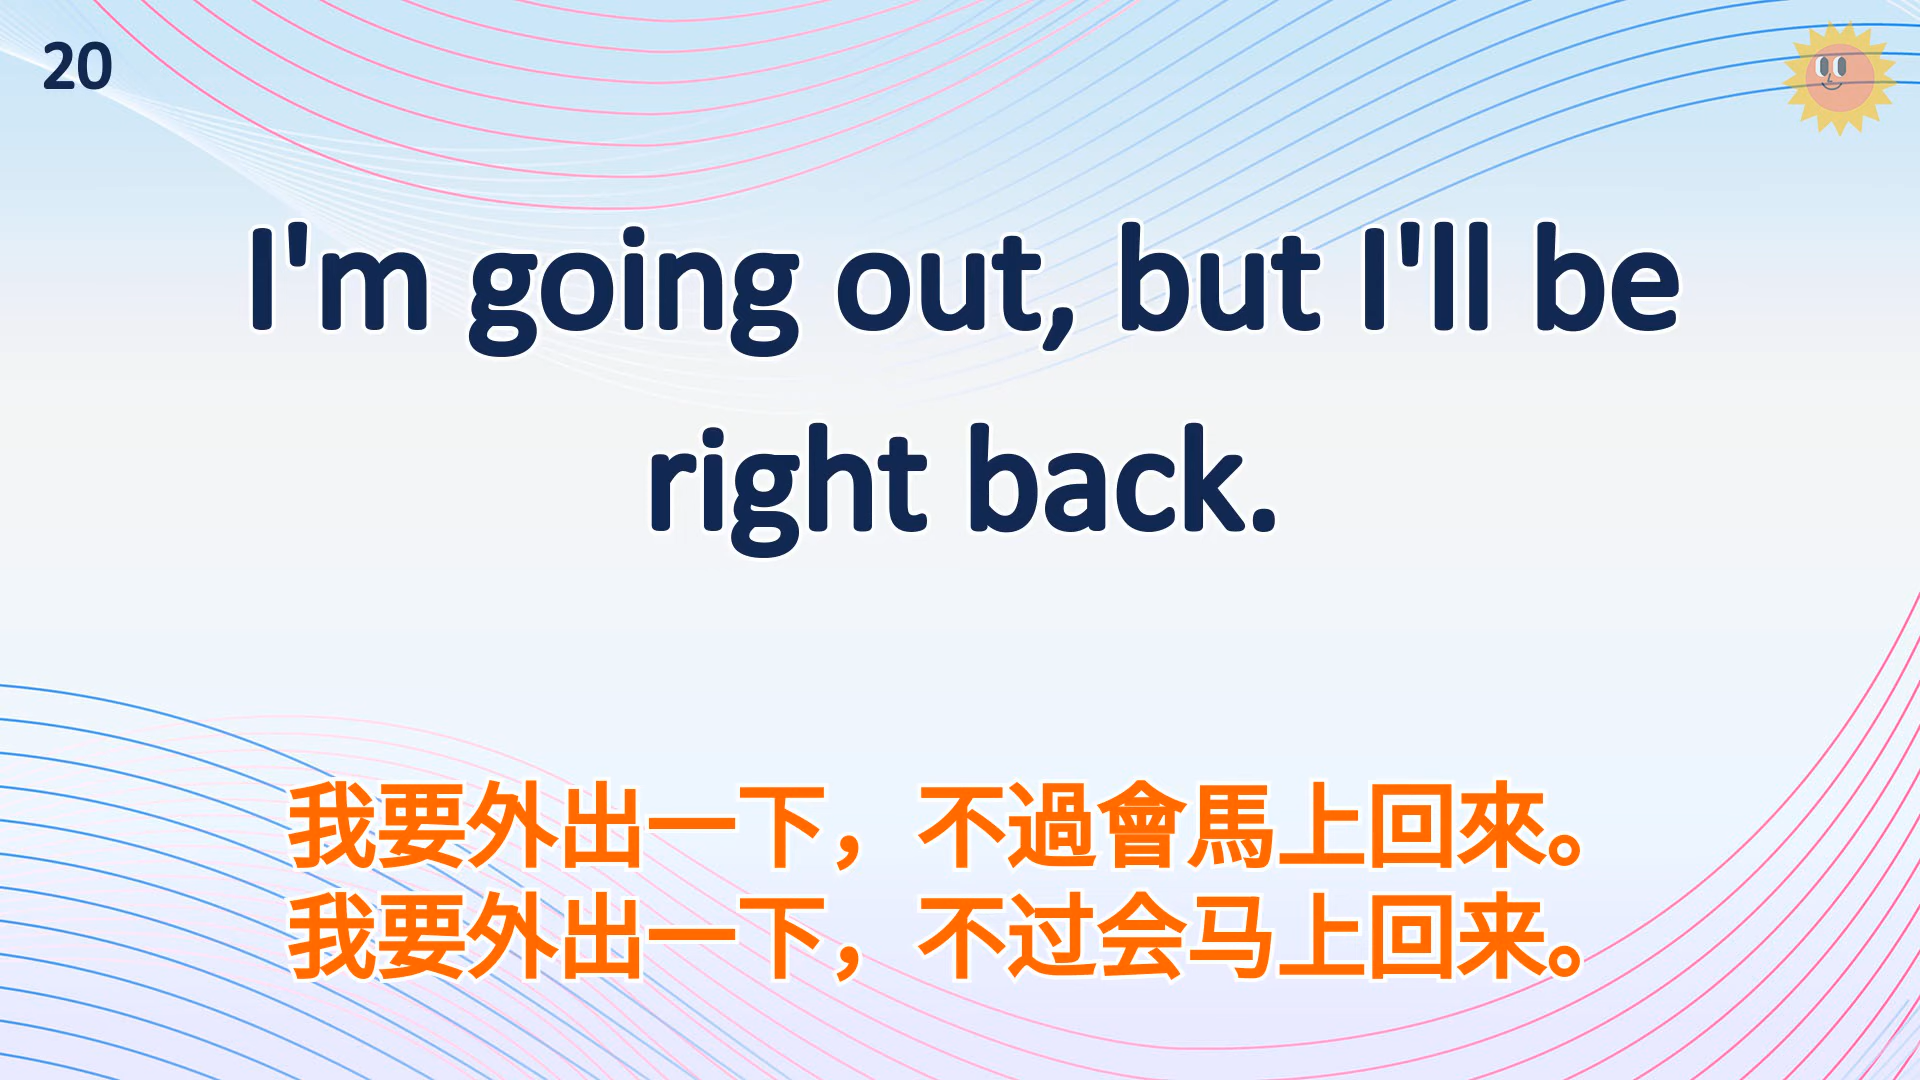 20
I'm going out, but I'll be
right back.
我要外出一下，不過會馬上回來。
我要外出一下，不过会马上回来。